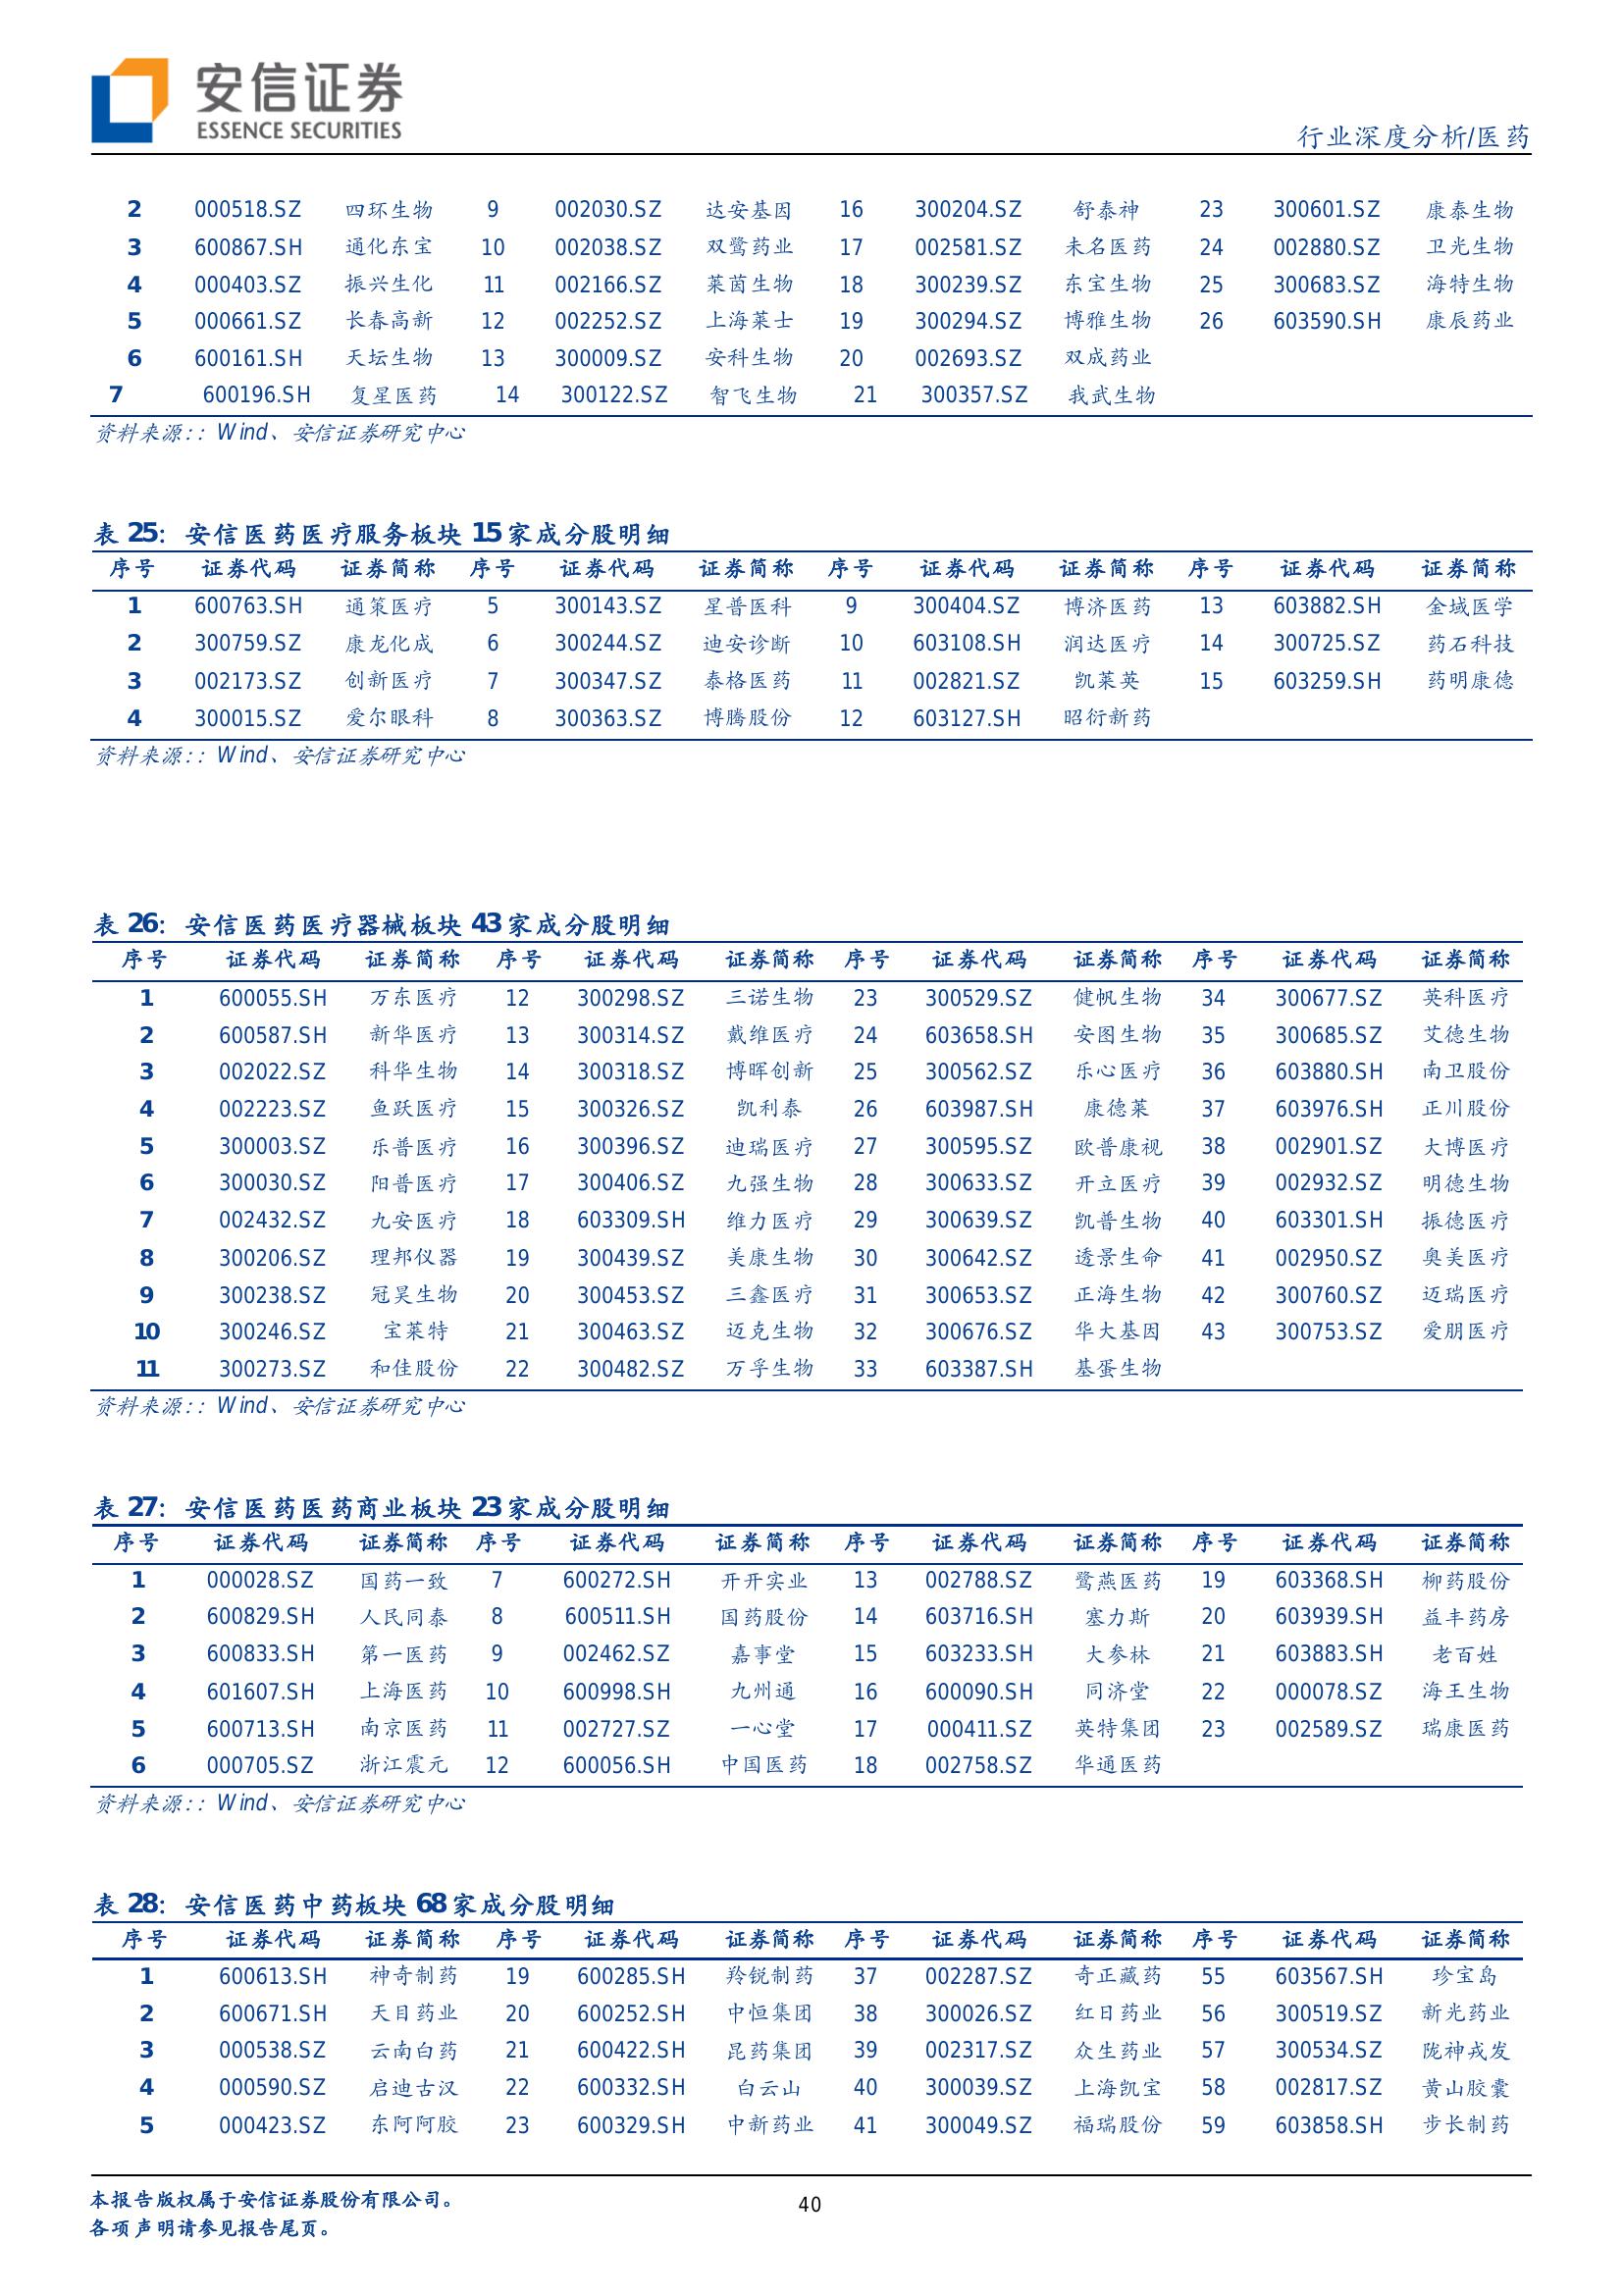 安信证券
ESSENCE SECURITIES
行业深度分析/医药
2 000518.SZ 四环生物 9 002030.SZ 达安基因 16 300204.SZ 舒泰神 23 300601.SZ 康泰生物
3 600867.SH 通化东宝 10 002038.SZ 双鹭药业 17 002581.SZ 未名医药 24 002880.SZ 卫光生物
4 000403.SZ 振兴生化 11 002166.SZ 莱茵生物 18 300239.SZ 东宝生物 25 300683.SZ 海特生物
5 000661.SZ 长春高新 12 002252.SZ 上海莱士 19 300294.SZ 博雅生物 26 603590.SH 康辰药业
6 600161.SH 天坛生物 13 300009.SZ 安科生物 20 002693.SZ 双成药业
7 600196.SH 复星医药 14 300122.SZ 智飞生物 21 300357.SZ 我武生物
资料来源：: Wind、安信证券研究中心
表 25: 安信医药医疗服务板块 15 家成分股明细
序号 证券代码 证券简称 序号 证券代码 证券简称 序号 证券代码 证券简称 序号 证券代码 证券简称
1 600763.SH 通策医疗 5 300143.SZ 星普医科 9 300404.SZ 博济医药 13 603882.SH 金域医学
2 300759.SZ 康龙化成 6 300244.SZ 迪安诊断 10 603108.SH 润达医疗 14 300725.SZ 药石科技
3 002173.SZ 创新医疗 7 300347.SZ 泰格医药 11 002821.SZ 凯莱英 15 603259.SH 药明康德
4 300015.SZ 爱尔眼科 8 300363.SZ 博腾股份 12 603127.SH 昭衍新药
资料来源：: Wind、安信证券研究中心
表 26: 安信医药医疗器械板块 43 家成分股明细
序号 证券代码 证券简称 序号 证券代码 证券简称 序号 证券代码 证券简称 序号 证券代码 证券简称
1 600055.SH 万东医疗 12 300298.SZ 三诺生物 23 300529.SZ 健帆生物 34 300677.SZ 英科医疗
2 600587.SH 新华医疗 13 300314.SZ 戴维医疗 24 603658.SH 安图生物 35 300685.SZ 艾德生物
3 002022.SZ 科华生物 14 300318.SZ 博晖创新 25 300562.SZ 乐心医疗 36 603880.SH 南卫股份
4 002223.SZ 鱼跃医疗 15 300326.SZ 凯利泰 26 603987.SH 康德莱 37 603976.SH 正川股份
5 300003.SZ 乐普医疗 16 300396.SZ 迪瑞医疗 27 300595.SZ 欧普康视 38 002901.SZ 大博医疗
6 300030.SZ 阳普医疗 17 300406.SZ 九强生物 28 300633.SZ 开立医疗 39 002932.SZ 明德生物
7 002432.SZ 九安医疗 18 603309.SH 维力医疗 29 300639.SZ 凯普生物 40 603301.SH 振德医疗
8 300206.SZ 理邦仪器 19 300439.SZ 美康生物 30 300642.SZ 透景生命 41 002950.SZ 奥美医疗
9 300238.SZ 冠昊生物 20 300453.SZ 三鑫医疗 31 300653.SZ 正海生物 42 300760.SZ 迈瑞医疗
10 300246.SZ 宝莱特 21 300463.SZ 迈克生物 32 300676.SZ 华大基因 43 300753.SZ 爱朋医疗
11 300273.SZ 和佳股份 22 300482.SZ 万孚生物 33 603387.SH 基蛋生物
资料来源：: Wind、安信证券研究中心
表 27: 安信医药医药商业板块 23 家成分股明细
序号 证券代码 证券简称 序号 证券代码 证券简称 序号 证券代码 证券简称 序号 证券代码 证券简称
1 000028.SZ 国药一致 7 600272.SH 开开实业 13 002788.SZ 鹭燕医药 19 603368.SH 柳药股份
2 600829.SH 人民同泰 8 600511.SH 国药股份 14 603716.SH 塞力斯 20 603939.SH 益丰药房
3 600833.SH 第一医药 9 002462.SZ 嘉事堂 15 603233.SH 大参林 21 603883.SH 老百姓
4 601607.SH 上海医药 10 600998.SH 九州通 16 600090.SH 同济堂 22 000078.SZ 海王生物
5 600713.SH 南京医药 11 002727.SZ 一心堂 17 000411.SZ 英特集团 23 002589.SZ 瑞康医药
6 000705.SZ 浙江震元 12 600056.SH 中国医药 18 002758.SZ 华通医药
资料来源：: Wind、安信证券研究中心
表 28: 安信医药中药板块 68 家成分股明细
序号 证券代码 证券简称 序号 证券代码 证券简称 序号 证券代码 证券简称 序号 证券代码 证券简称
1 600613.SH 神奇制药 19 600285.SH 羚锐制药 37 002287.SZ 奇正藏药 55 603567.SH 珍宝岛
2 600671.SH 天目药业 20 600252.SH 中恒集团 38 300026.SZ 红日药业 56 300519.SZ 新光药业
3 000538.SZ 云南白药 21 600422.SH 昆药集团 39 002317.SZ 众生药业 57 300534.SZ 陇神戎发
4 000590.SZ 启迪古汉 22 600332.SH 白云山 40 300039.SZ 上海凯宝 58 002817.SZ 黄山胶囊
5 000423.SZ 东阿阿胶 23 600329.SH 中新药业 41 300049.SZ 福瑞股份 59 603858.SH 步长制药
本报告版权属于安信证券股份有限公司。
40
各项声明请参见报告尾页。